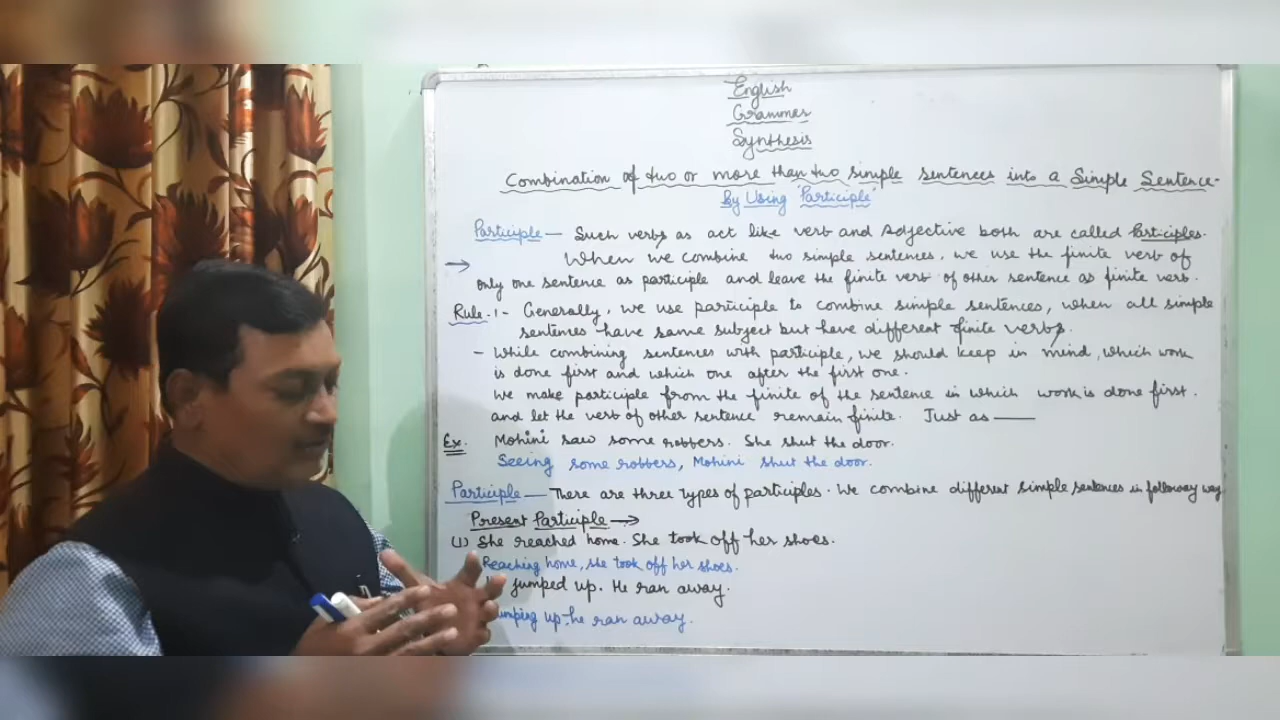 English
Grammer
Synthesis
Combination of two or more than two simple sentences into a Simple Sentence-
By Using 'Participle'
Participle — Such verbs as act like verb and Adjective both are called Participles.
→ When we combine two simple sentences, we use the finite verb of
only one sentence as participle and leave the finite verb of other sentence as finite verb.
Rule-1- Generally, we use participle to combine simple sentences, when all simple
sentences have same subject but have different finite verbs.
- While combining sentences with participle, we should keep in mind, which work
is done first and which one after the first one.
We make participle from the finite of the sentence in which work is done first.
and let the verb of other sentence remain finite. Just as —
Ex. Mohini saw some robbers. She shut the door.
Seeing some robbers, Mohini shut the door.
Participle — There are three types of participles. We combine different simple sentences in following way
Present Participle →
(1) She reached home. She took off her shoes.
Reaching home, she took off her shoes.
jumped up. He ran away.
up, he ran away.